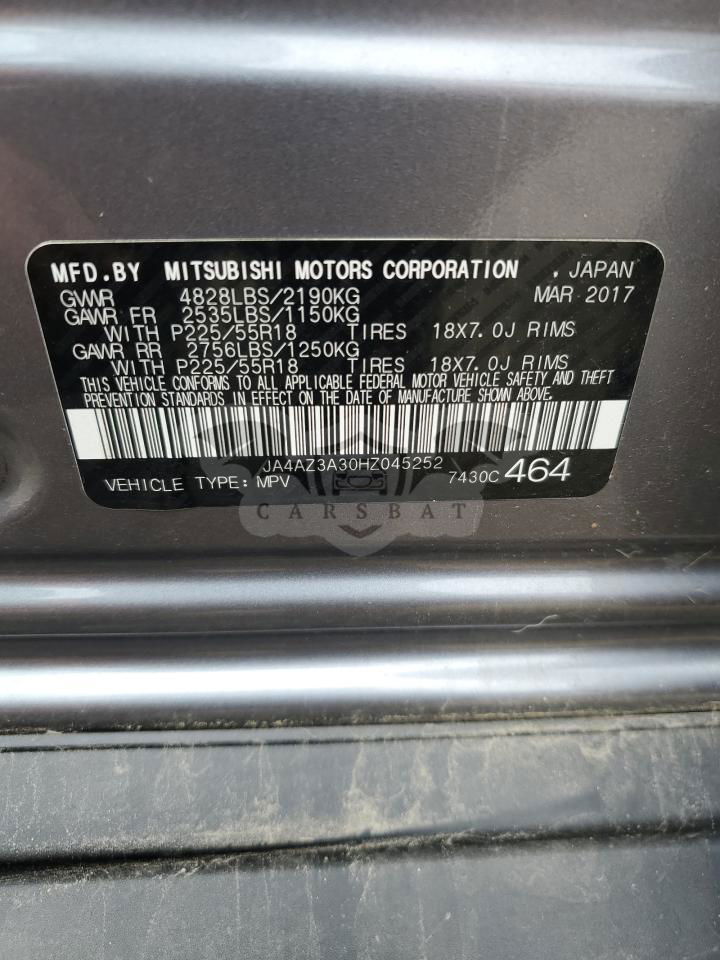 MFD.BY MITSUBISHI MOTORS CORPORATION . JAPAN
GVWR 4828LBS/2190KG MAR 2017
GAWR FR 2535LBS/1150KG
WITH P225/55R18 TIRES 18X7.0J RIMS
GAWR RR 2756LBS/1250KG
WITH P225/55R18 TIRES 18X7.0J RIMS
THIS VEHICLE CONFORMS TO ALL APPLICABLE FEDERAL MOTOR VEHICLE SAFETY AND THEFT
PREVENTION STANDARDS IN EFFECT ON THE DATE OF MANUFACTURE SHOWN ABOVE.
JA4AZ3A30HZ045252
VEHICLE TYPE: MPV 7430C 464
CARSBAT